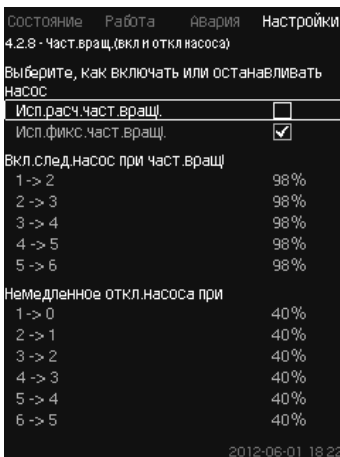 Состояние Работа Авария Настройки
4.2.8 - Част.вращ.(вкл и откл насоса)
Выберите, как включать или останавливать
насос
Исп.расч.част.вращ.
Исп.фикс.част.вращ.
Вкл.след.насос при част.вращ
1 -> 2 98%
2 -> 3 98%
3 -> 4 98%
4 -> 5 98%
5 -> 6 98%
Немедленное откл.насоса при
1 -> 0 40%
2 -> 1 40%
3 -> 2 40%
4 -> 3 40%
5 -> 4 40%
6 -> 5 40%
2012-06-01 18:22